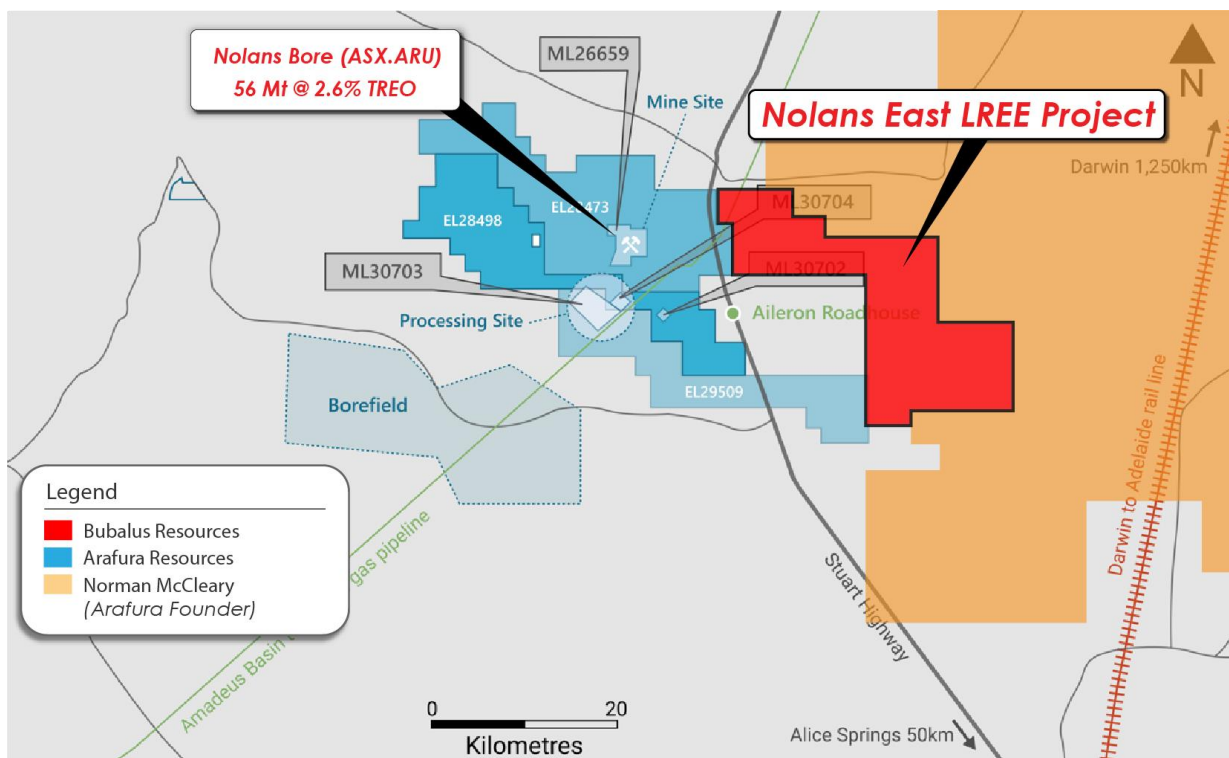 Nolans Bore (ASX.ARU)
56 Mt @ 2.6% TREO
ML26659
Mine Site
Nolans East LREE Project
N
Darwin 1,250km
ML30704
EL28473
EL28498
ML30703
ML30702
Processing Site
Aileron Roadhouse
EL29509
Borefield
Legend
Bubalus Resources
Arafura Resources
Norman McCleary
(Arafura Founder)
Amadeus Basin
gas pipeline
Stuart Highway
Darwin to Adelaide rail line
0 20
Kilometres
Alice Springs 50km